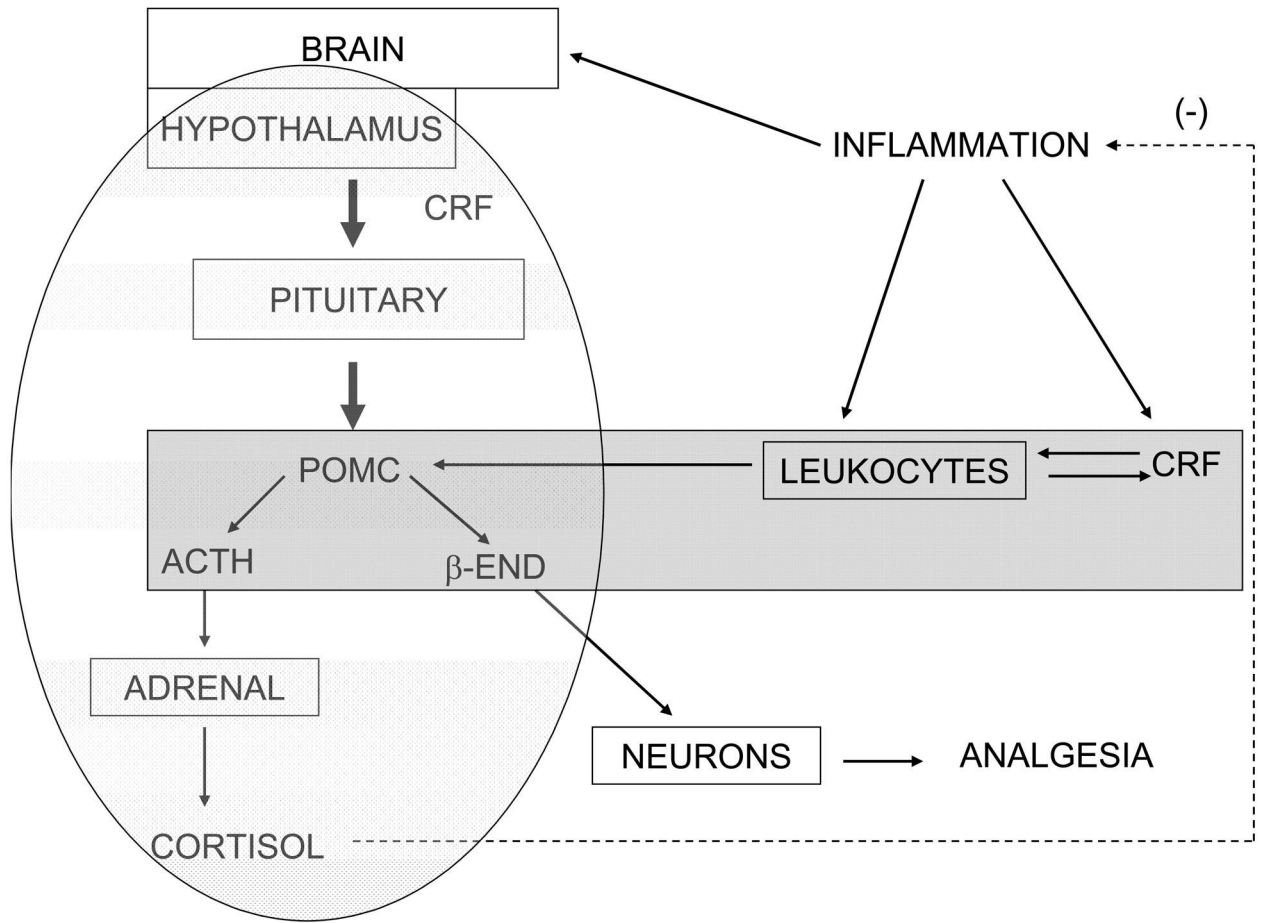 BRAIN
HYPOTHALAMUS
(-)
INFLAMMATION
CRF
PITUITARY
POMC
LEUKOCYTES
CRF
ACTH
β-END
ADRENAL
NEURONS
ANALGESIA
CORTISOL